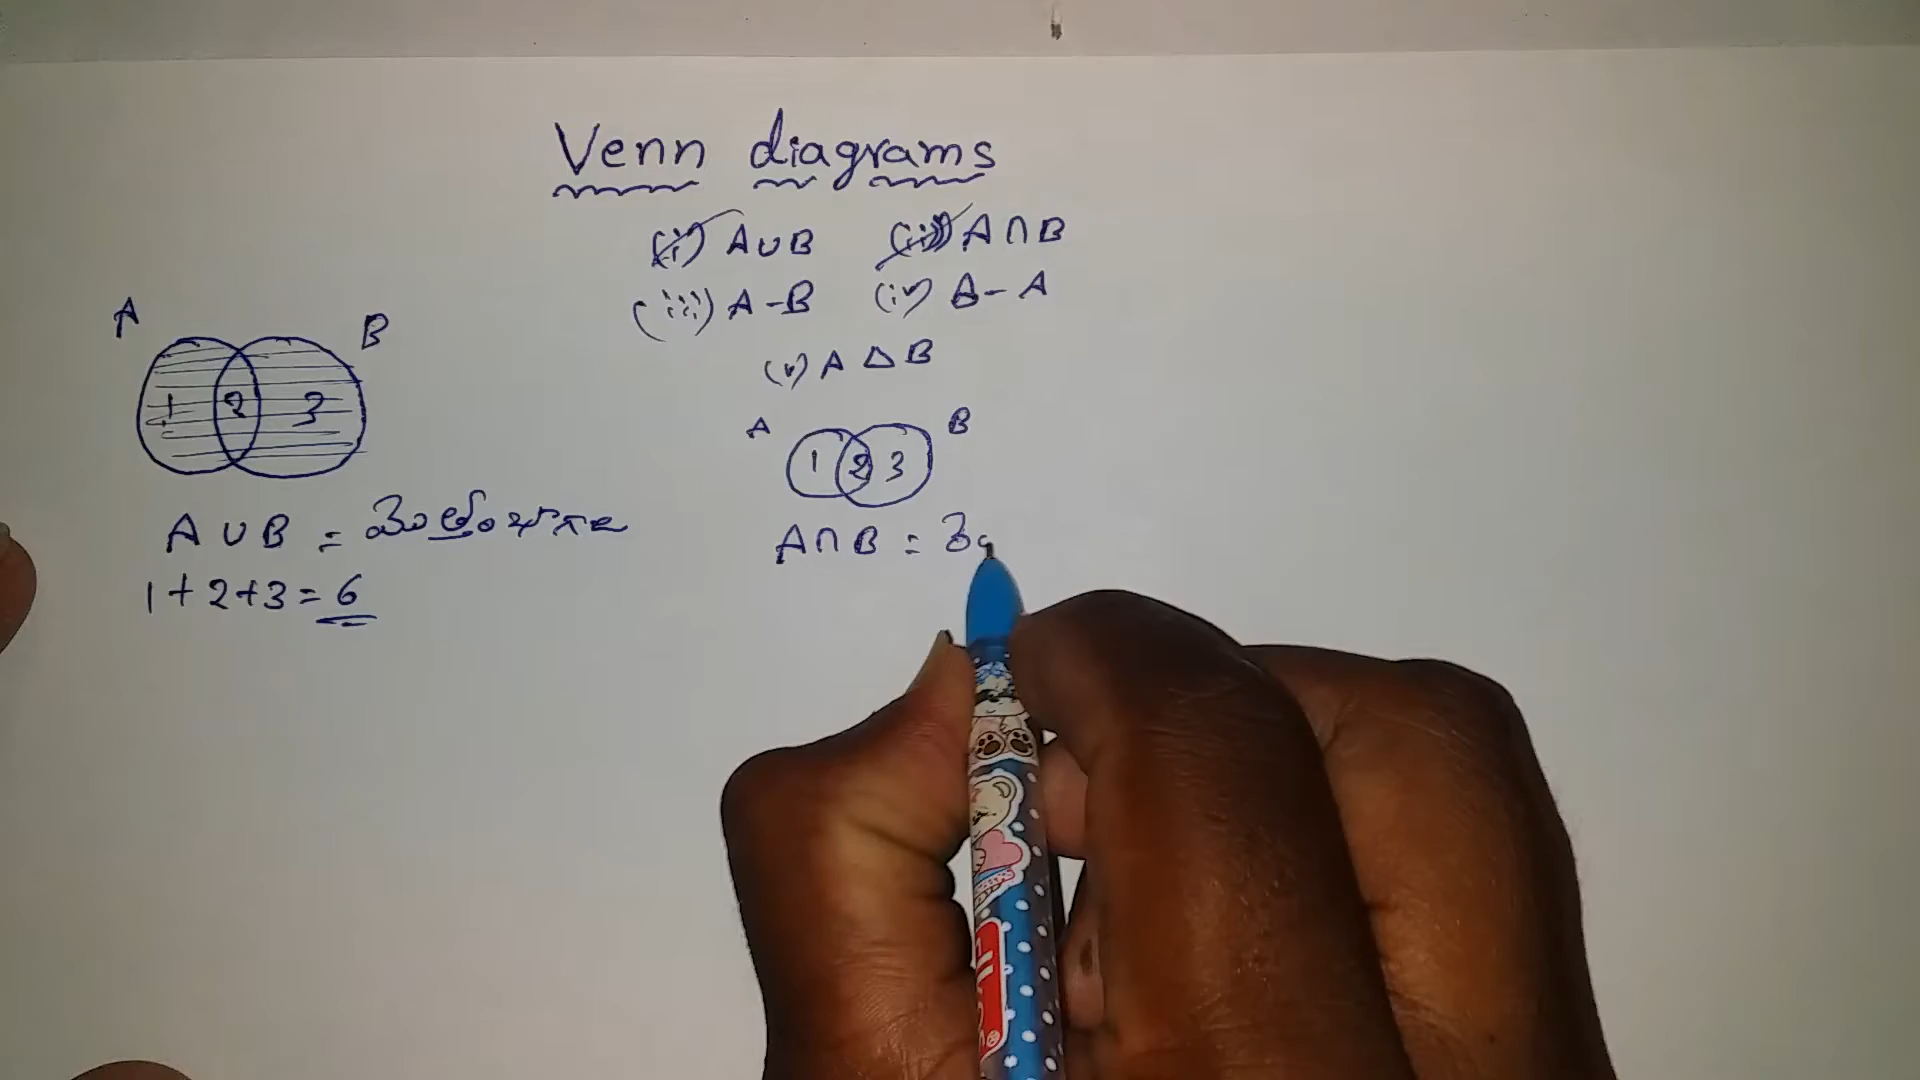 Venn diagrams
(i) A∪B (ii) A∩B
(iii) A-B (iv) B-A
(v) A Δ B
A B
1 2 3
A∪B = మొత్తం భాగం
1+2+3=6
A B
1 2 3
A∩B =